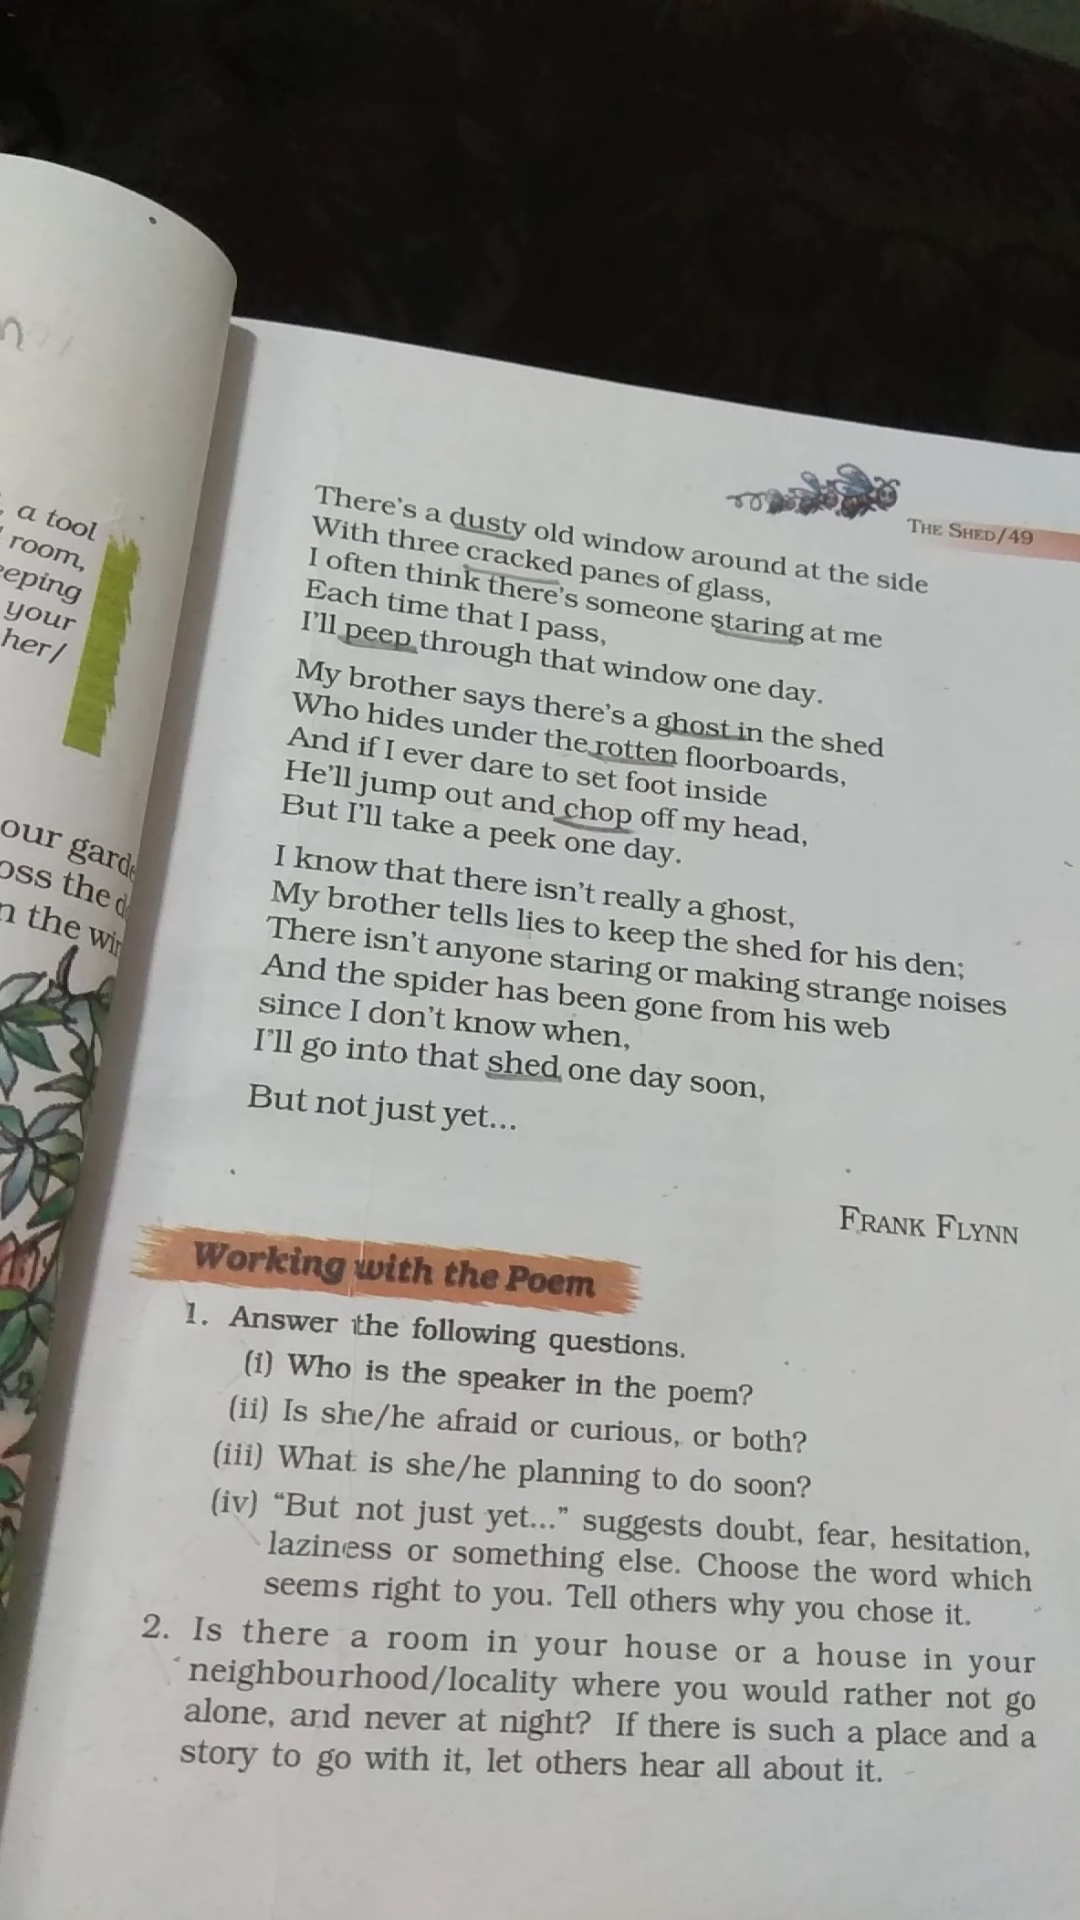 a tool
room,
eeping
your
her/
our garde
oss the d
n the win
THE SHED/49
There's a dusty old window around at the side
With three cracked panes of glass,
I often think there's someone staring at me
Each time that I pass,
I'll peep through that window one day.
My brother says there's a ghost in the shed
Who hides under the rotten floorboards,
And if I ever dare to set foot inside
He'll jump out and chop off my head,
But I'll take a peek one day.
I know that there isn't really a ghost,
My brother tells lies to keep the shed for his den;
There isn't anyone staring or making strange noises
And the spider has been gone from his web
since I don't know when,
I'll go into that shed one day soon,
But not just yet...
FRANK FLYNN
Working with the Poem
1. Answer the following questions.
(i) Who is the speaker in the poem?
(ii) Is she/he afraid or curious, or both?
(iii) What is she/he planning to do soon?
(iv) “But not just yet...” suggests doubt, fear, hesitation,
laziness or something else. Choose the word which
seems right to you. Tell others why you chose it.
2. Is there a room in your house or a house in your
neighbourhood/locality where you would rather not go
alone, and never at night? If there is such a place and a
story to go with it, let others hear all about it.